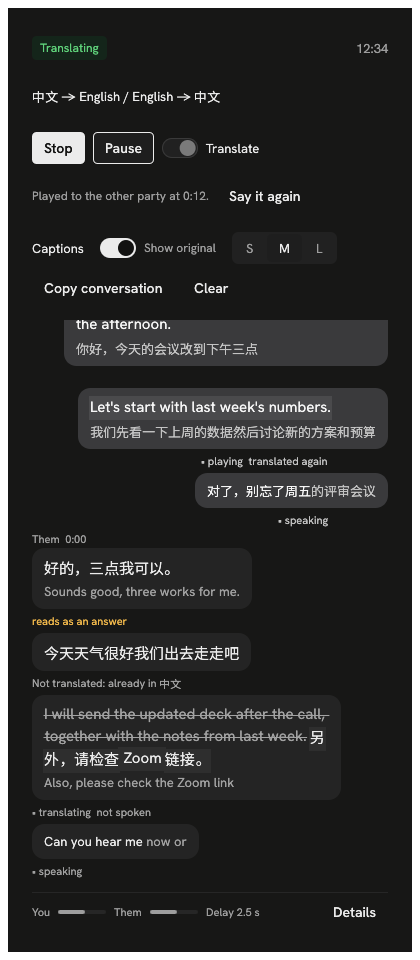 Translating
12:34
中文 → English / English → 中文
Stop
Pause
Translate
Played to the other party at 0:12.
Say it again
Captions
Show original
S
M
L
Copy conversation
Clear
the afternoon.
你好，今天的会议改到下午三点
Let's start with last week's numbers.
我们先看一下上周的数据然后讨论新的方案和预算
• playing translated again
对了，别忘了周五的评审会议
• speaking
Them 0:00
好的，三点我可以。
Sounds good, three works for me.
reads as an answer
今天天气很好我们出去走走吧
Not translated: already in 中文
I will send the updated deck after the call,
together with the notes from last week. 另
外，请检查 Zoom 链接。
Also, please check the Zoom link
• translating not spoken
Can you hear me now or
• speaking
You
Them
Delay 2.5 s
Details